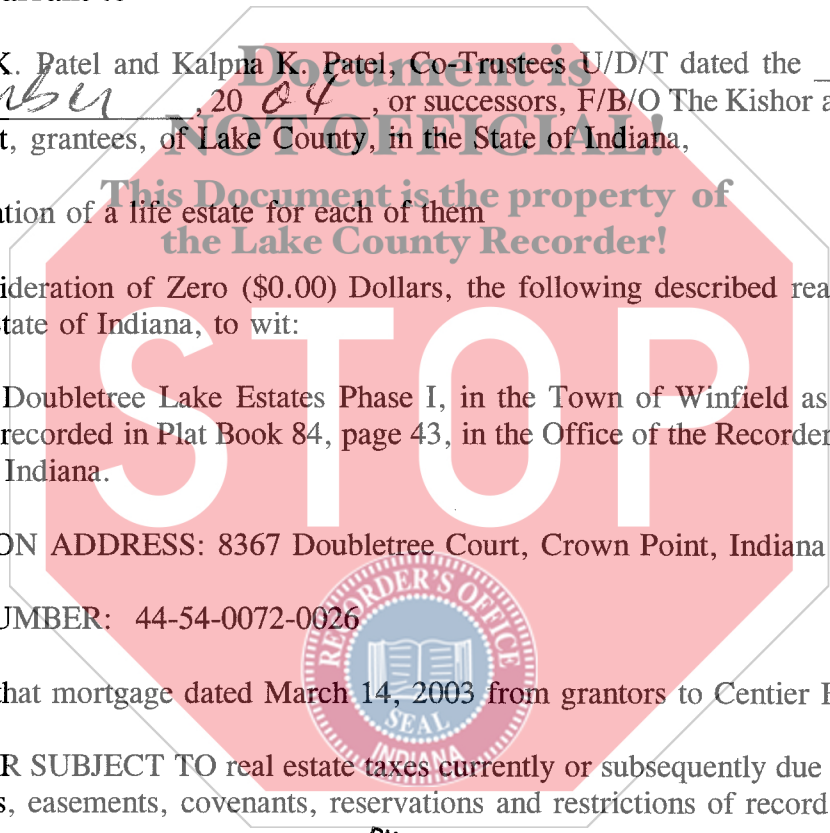 K. Patel and Kalpna K. Patel, Co-Trustees U/D/T dated the
, 20 04, or successors, F/B/O The Kishor a
t, grantees, of Lake County, in the State of Indiana,
ation of a life estate for each of them
ideration of Zero ($0.00) Dollars, the following described rea
tate of Indiana, to wit:
Doubletree Lake Estates Phase I, in the Town of Winfield as
recorded in Plat Book 84, page 43, in the Office of the Recorder
Indiana.
ON ADDRESS: 8367 Doubletree Court, Crown Point, Indiana
UMBER: 44-54-0072-0026
that mortgage dated March 14, 2003 from grantors to Centier
R SUBJECT TO real estate taxes currently or subsequently due
s, easements, covenants, reservations and restrictions of record
Document is
NOT OFFICIAL!
This Document is the property of
the Lake County Recorder!
STOP
RECORDER'S OFFICE
SEAL
INDIANA